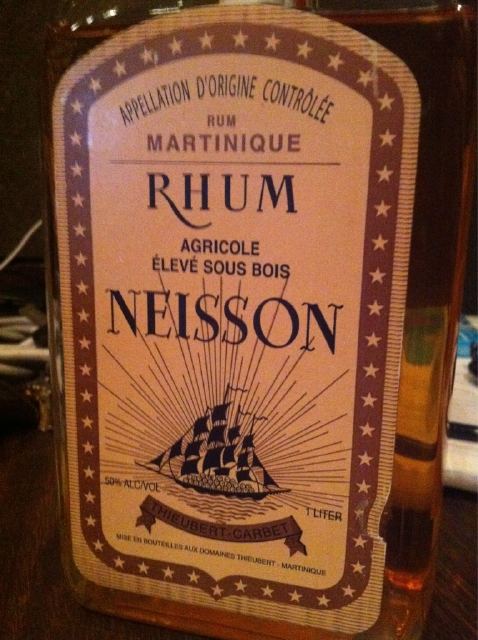 APPELLATION D'ORIGINE CONTRÔLÉE
RUM
MARTINIQUE
RHUM
AGRICOLE
ÉLEVÉ SOUS BOIS
NEISSON
50% ALC/VOL
1 LITER
THIEUBERT-CARBET
MISE EN BOUTEILLES AUX DOMAINES THIEUBERT - MARTINIQUE